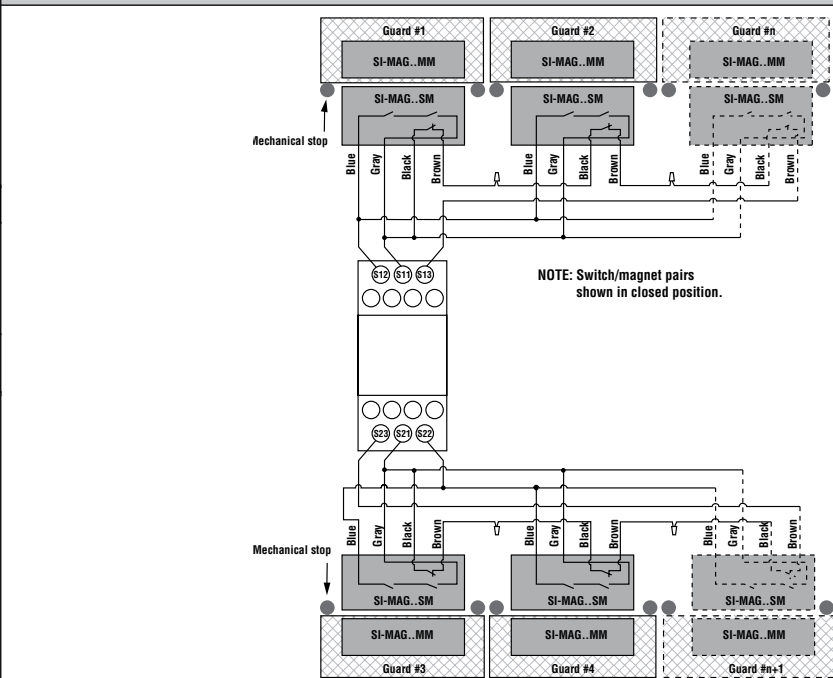 Guard #1 Guard #2 Guard #n
SI-MAG..MM SI-MAG..MM SI-MAG..MM
SI-MAG..SM SI-MAG..SM SI-MAG..SM
Mechanical stop
Blue Gray Black Brown Blue Gray Black Brown Blue Gray Black Brown
S12 S11 S13
NOTE: Switch/magnet pairs
shown in closed position.
S23 S21 S22
Blue Gray Black Brown Blue Gray Black Brown Blue Gray Black Brown
Mechanical stop
SI-MAG..SM SI-MAG..SM SI-MAG..SM
SI-MAG..MM SI-MAG..MM SI-MAG..MM
Guard #3 Guard #4 Guard #n+1